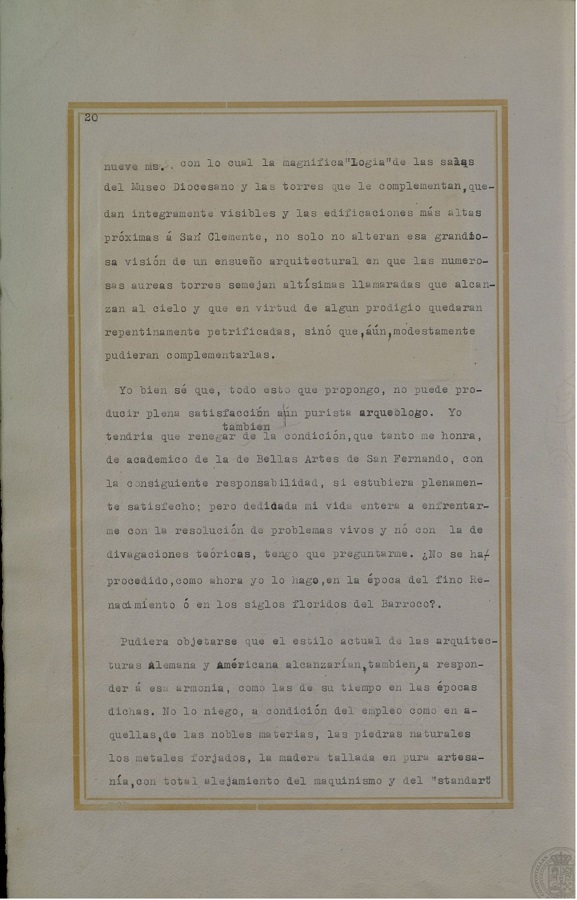 20
nueve ms. con lo cual la magnifica "Logia" de las salas
del Museo Diocesano y las torres que le complementan, que-
dan integramente visibles y las edificaciones más altas
próximas á San Clemente, no solo no alteran esa grandio-
sa visión de un ensueño arquitectural en que las numero-
sas aureas torres semejan altísimas llamaradas que alcan-
zan al cielo y que en virtud de algun prodigio quedaran
repentinamente petrificadas, sinó que, áún, modestamente
pudieran complementarlas.
Yo bien sé que, todo esto que propongo, no puede pro-
ducir plena satisfacción a un purista arqueologo. Yo
tambien
tendria que renegar de la condición, que tanto me honra,
de academico de la de Bellas Artes de San Fernando, con
la consiguiente responsabilidad, si estubiera plenamen-
te satisfecho; pero dedidada mi vida entera a enfrentar-
me con la resolución de problemas vivos y nó con la de
divagaciones teóricas, tengo que preguntarme. ¿No se ha
procedido, como ahora yo lo hago, en la época del fino Re-
nacimiento ó en los siglos floridos del Barroco?.
Pudiera objetarse que el estilo actual de las arquitec-
turas Alemana y Américana alcanzarían, tambien, a respon-
der á esa armonia, como las de su tiempo en las épocas
dichas. No lo niego, a condición del empleo como en a-
quellas, de las nobles materias, las piedras naturales
los metales forjados, la madera tallada en pura artesa-
nía, con total alejamiento del maquinismo y del "standar"